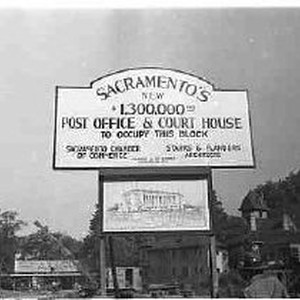 SACRAMENTO'S
NEW
$1,300,000.00
POST OFFICE & COURT HOUSE
TO OCCUPY THIS BLOCK
SACRAMENTO CHAMBER
OF COMMERCE
STARKS & FLANDERS
ARCHITECTS